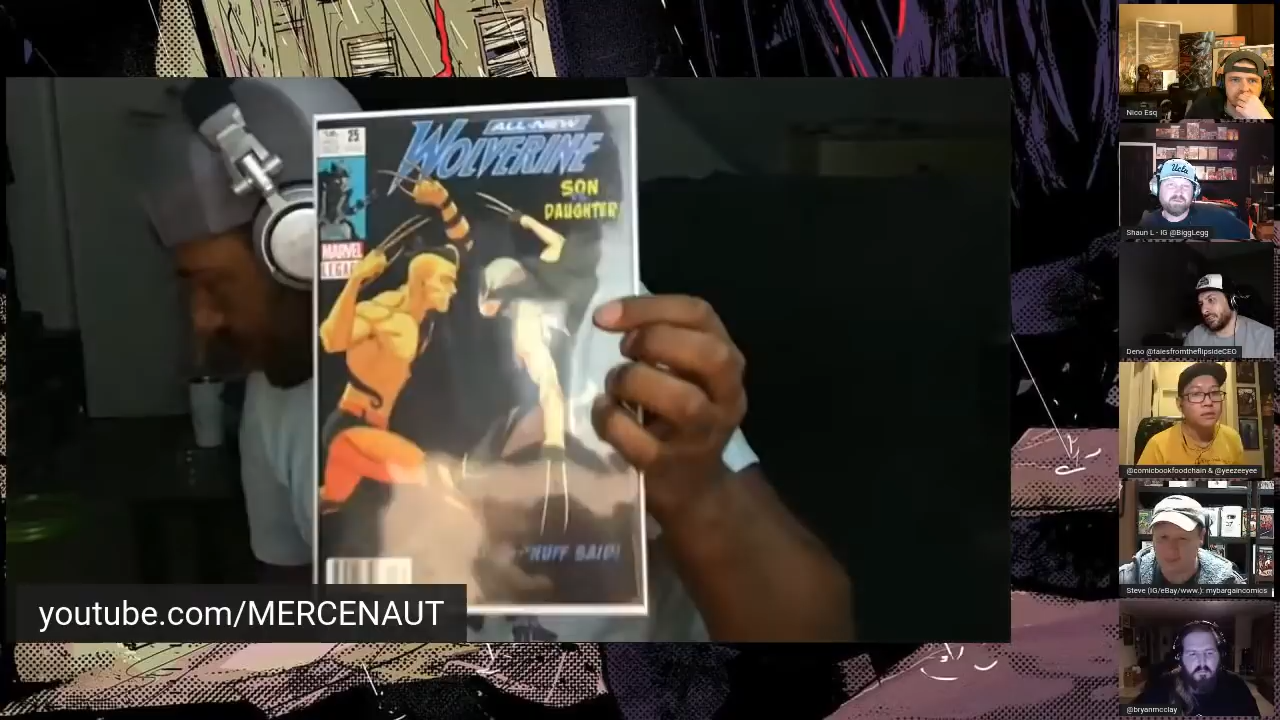 25
ALL-NEW
WOLVERINE
SON
DAUGHTER
MARVEL
LEGACY
'NUFF SAID!
youtube.com/MERCENAUT
Nico Esq
Ucla
Shaun L - IG @BiggLegg
Deno @talesfromtheflipsideCEO
@comicbookfoodchain & @yeezeeyee
Steve (IG/eBay/www.): mybargaincomics
@bryanmcclay